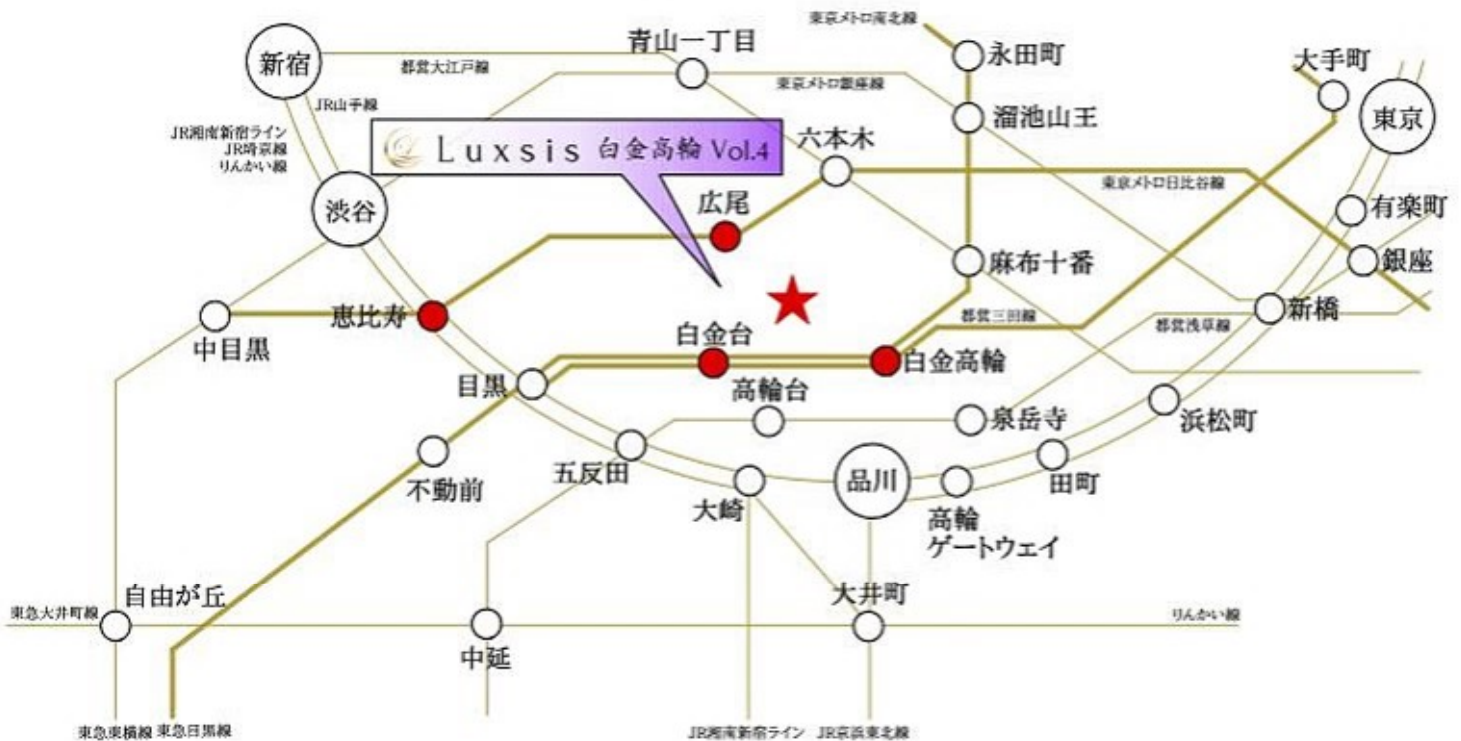 東京メトロ南北線
青山一丁目
永田町
大手町
新宿
都営大江戸線
東京メトロ銀座線
JR山手線
溜池山王
東京
JR湘南新宿ライン
JR埼京線
りんかい線
Luxsis 白金高輪 Vol.4
六本木
東京メトロ日比谷線
渋谷
広尾
有楽町
麻布十番
銀座
恵比寿
都営三田線
都営浅草線
新橋
中目黒
白金台
白金高輪
目黒
高輪台
泉岳寺
浜松町
不動前
五反田
大崎
品川
田町
高輪
ゲートウェイ
自由が丘
大井町
東急大井町線
りんかい線
中延
東急東横線
東急目黒線
JR湘南新宿ライン
JR京浜東北線